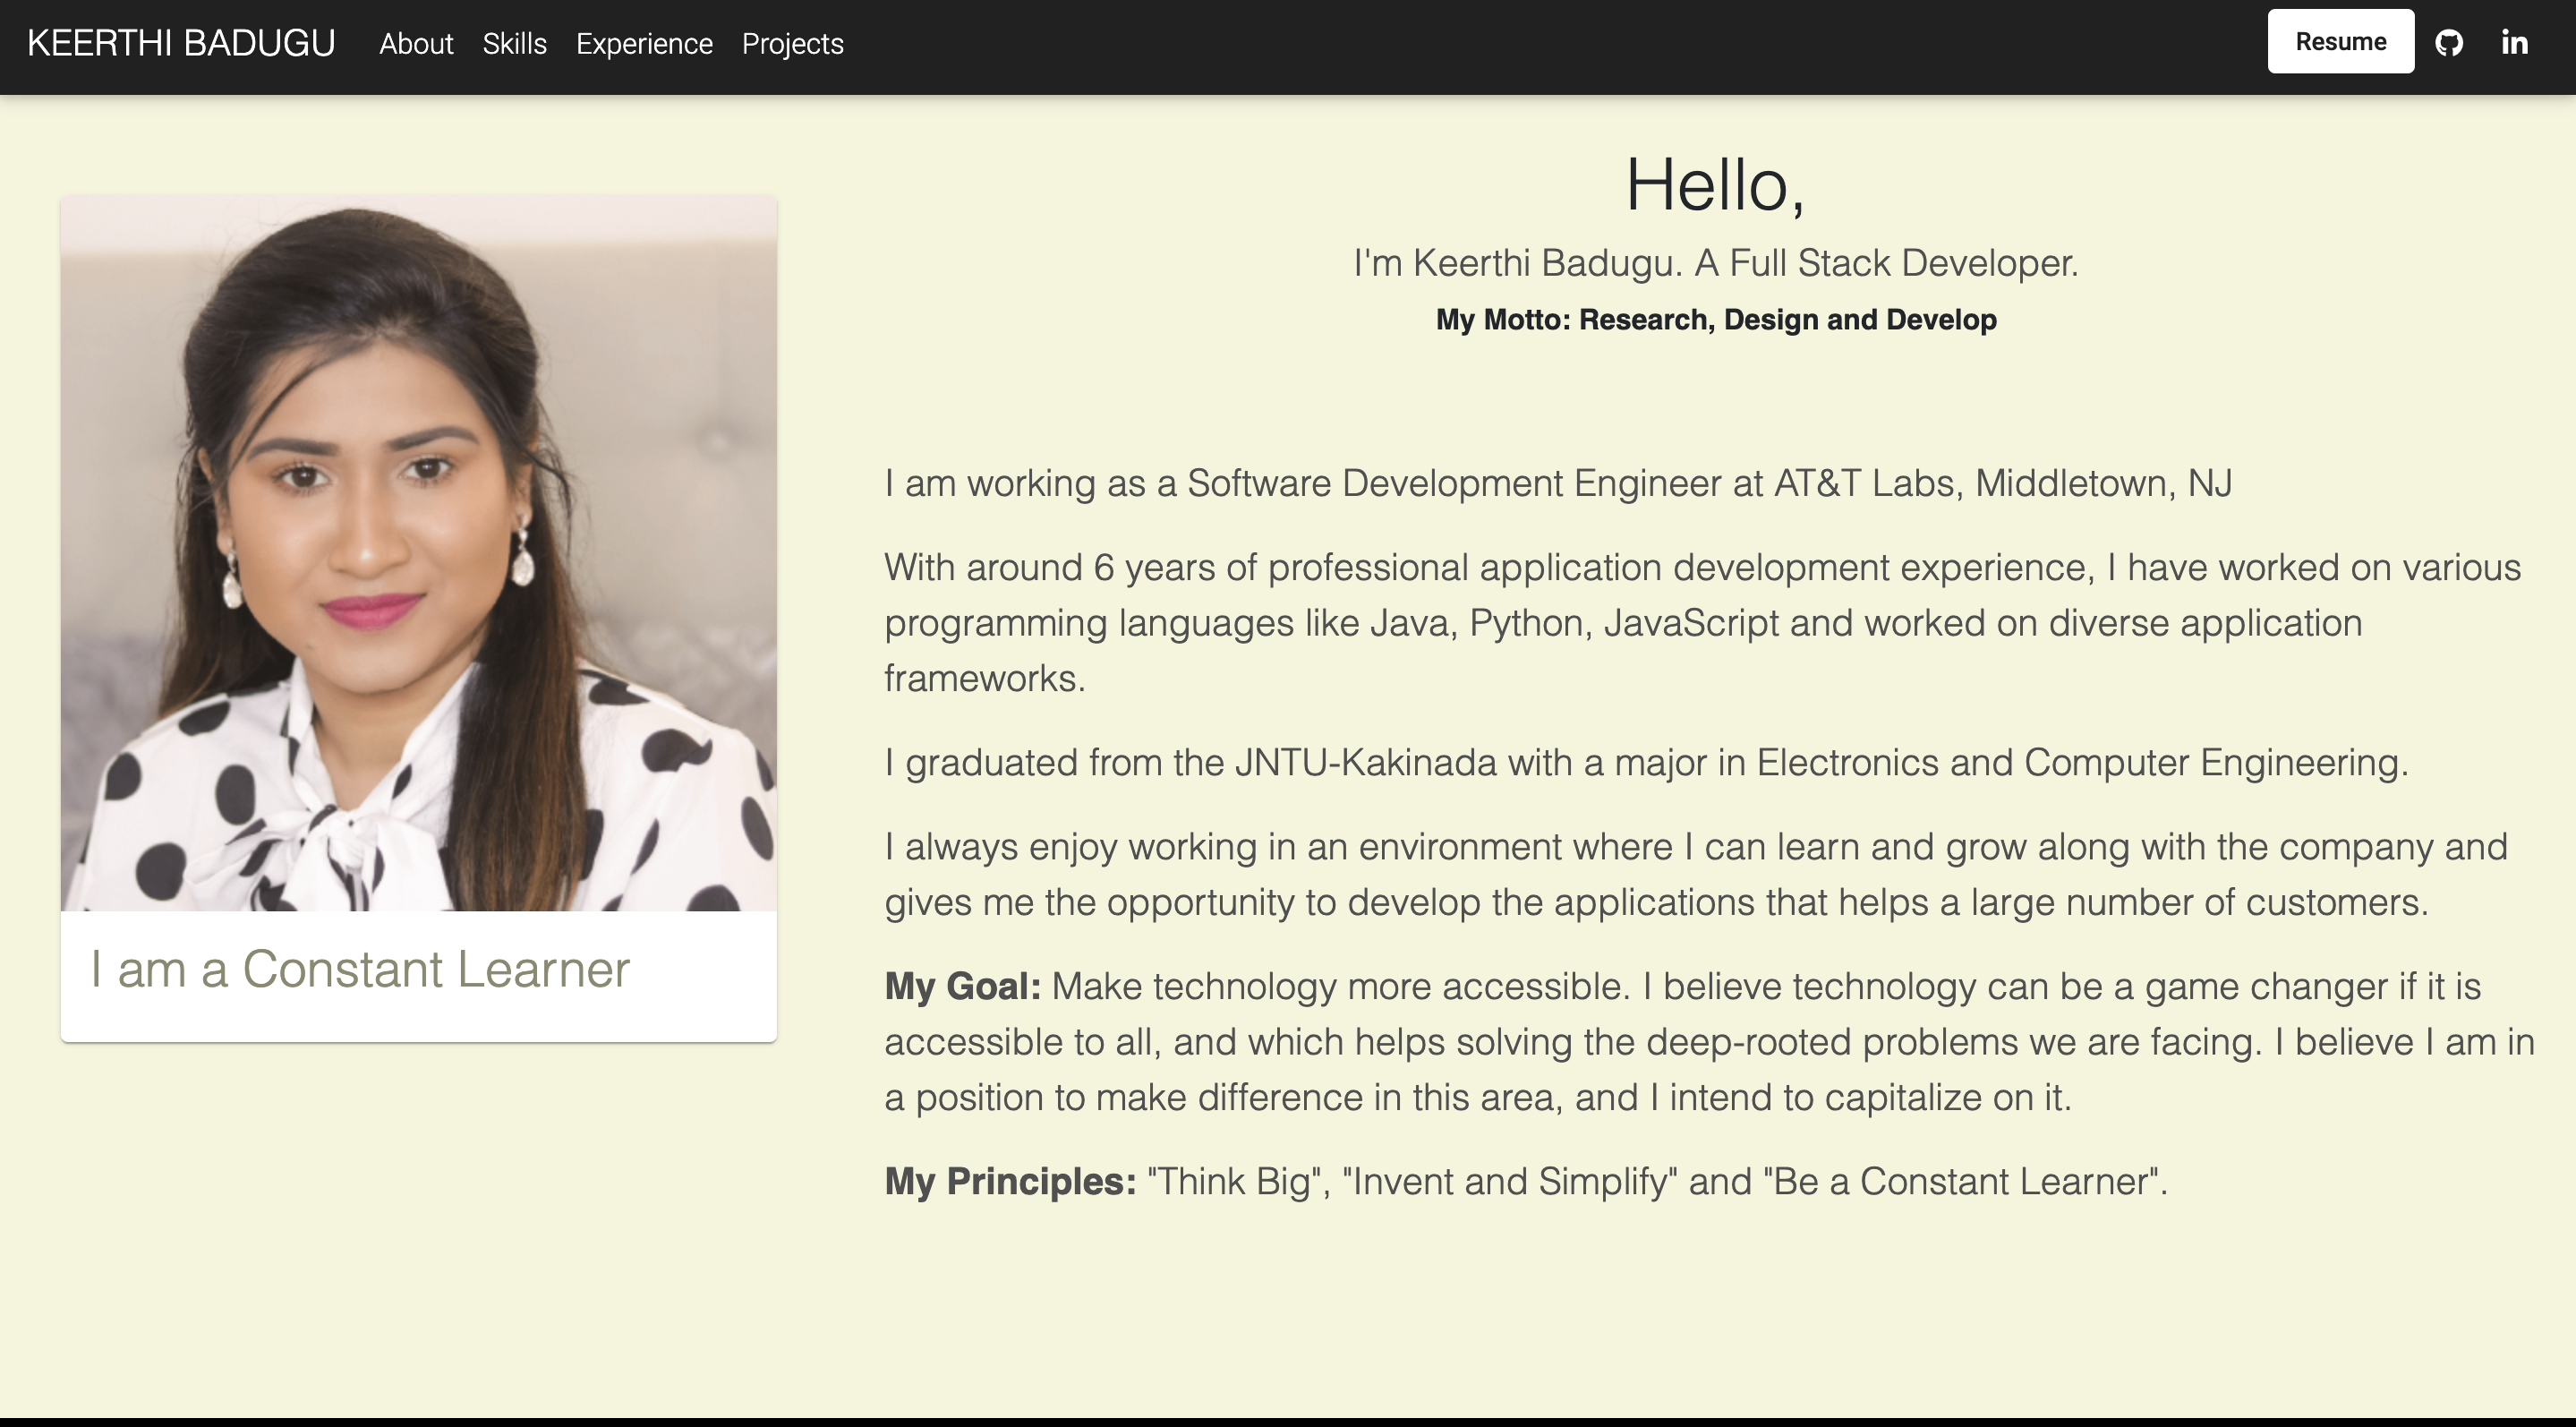 KEERTHI BADUGU About Skills Experience Projects Resume in
Hello,
I'm Keerthi Badugu. A Full Stack Developer.
My Motto: Research, Design and Develop
I am working as a Software Development Engineer at AT&T Labs, Middletown, NJ
With around 6 years of professional application development experience, I have worked on various
programming languages like Java, Python, JavaScript and worked on diverse application
frameworks.
I graduated from the JNTU-Kakinada with a major in Electronics and Computer Engineering.
I always enjoy working in an environment where I can learn and grow along with the company and
gives me the opportunity to develop the applications that helps a large number of customers.
I am a Constant Learner
My Goal: Make technology more accessible. I believe technology can be a game changer if it is
accessible to all, and which helps solving the deep-rooted problems we are facing. I believe I am in
a position to make difference in this area, and I intend to capitalize on it.
My Principles: "Think Big", "Invent and Simplify" and "Be a Constant Learner".